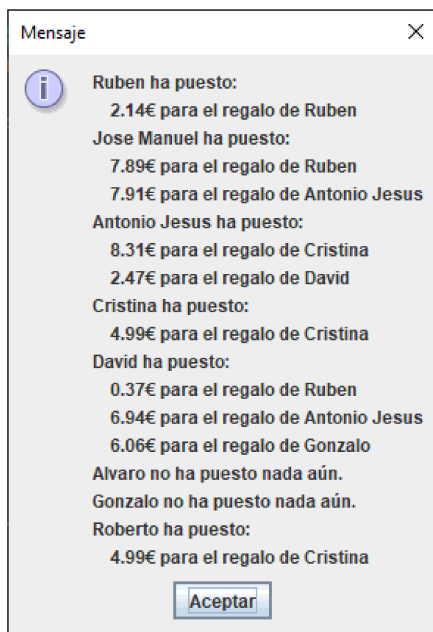 Mensaje
Ruben ha puesto:
2.14€ para el regalo de Ruben
Jose Manuel ha puesto:
7.89€ para el regalo de Ruben
7.91€ para el regalo de Antonio Jesus
Antonio Jesus ha puesto:
8.31€ para el regalo de Cristina
2.47€ para el regalo de David
Cristina ha puesto:
4.99€ para el regalo de Cristina
David ha puesto:
0.37€ para el regalo de Ruben
6.94€ para el regalo de Antonio Jesus
6.06€ para el regalo de Gonzalo
Alvaro no ha puesto nada aún.
Gonzalo no ha puesto nada aún.
Roberto ha puesto:
4.99€ para el regalo de Cristina
Aceptar